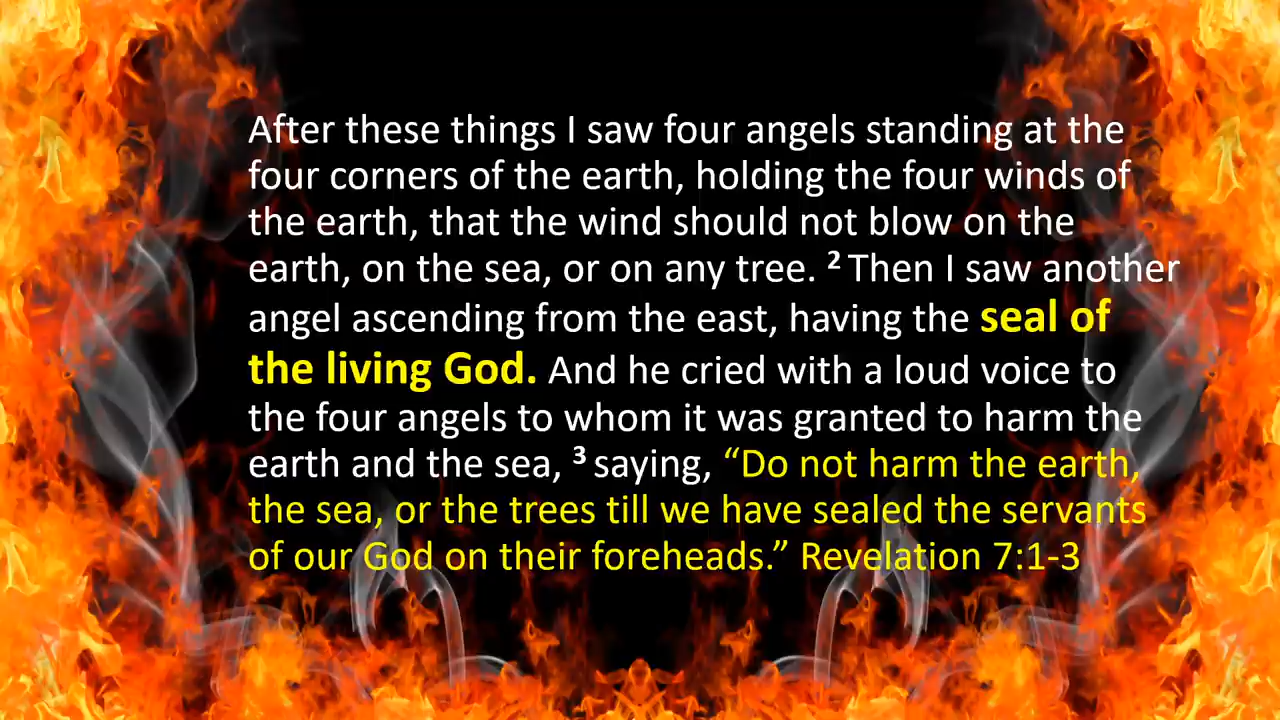 After these things I saw four angels standing at the
four corners of the earth, holding the four winds of
the earth, that the wind should not blow on the
earth, on the sea, or on any tree. ² Then I saw another
angel ascending from the east, having the seal of
the living God. And he cried with a loud voice to
the four angels to whom it was granted to harm the
earth and the sea, ³ saying, “Do not harm the earth,
the sea, or the trees till we have sealed the servants
of our God on their foreheads.” Revelation 7:1-3